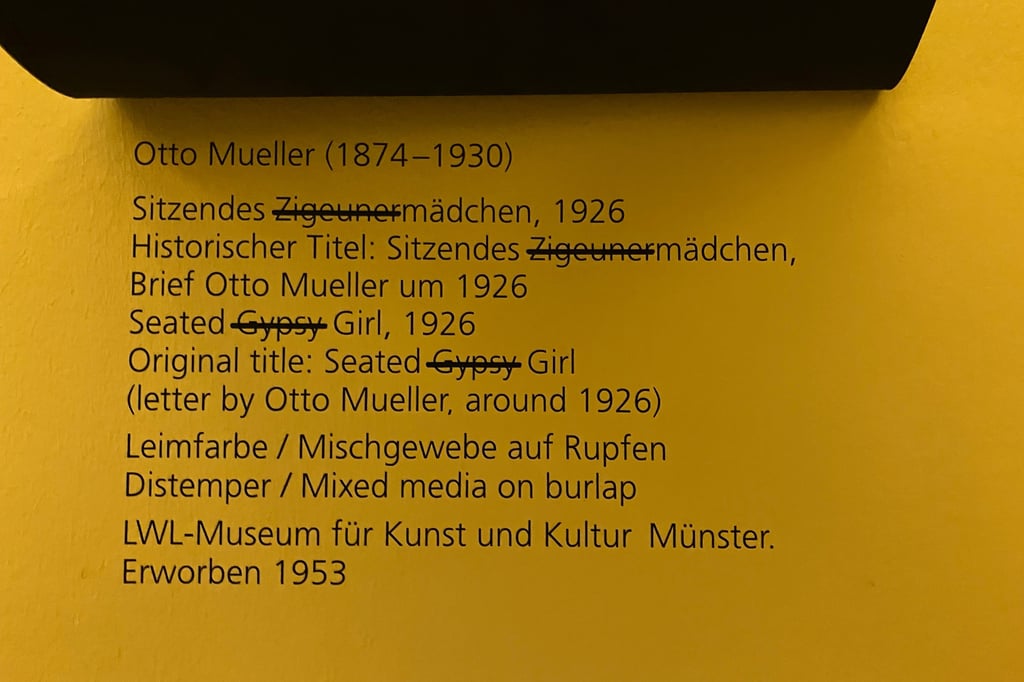 Otto Mueller (1874–1930)
Sitzendes Zigeunermädchen, 1926
Historischer Titel: Sitzendes Zigeunermädchen,
Brief Otto Mueller um 1926
Seated Gypsy Girl, 1926
Original title: Seated Gypsy Girl
(letter by Otto Mueller, around 1926)
Leimfarbe / Mischgewebe auf Rupfen
Distemper / Mixed media on burlap
LWL-Museum für Kunst und Kultur Münster.
Erworben 1953